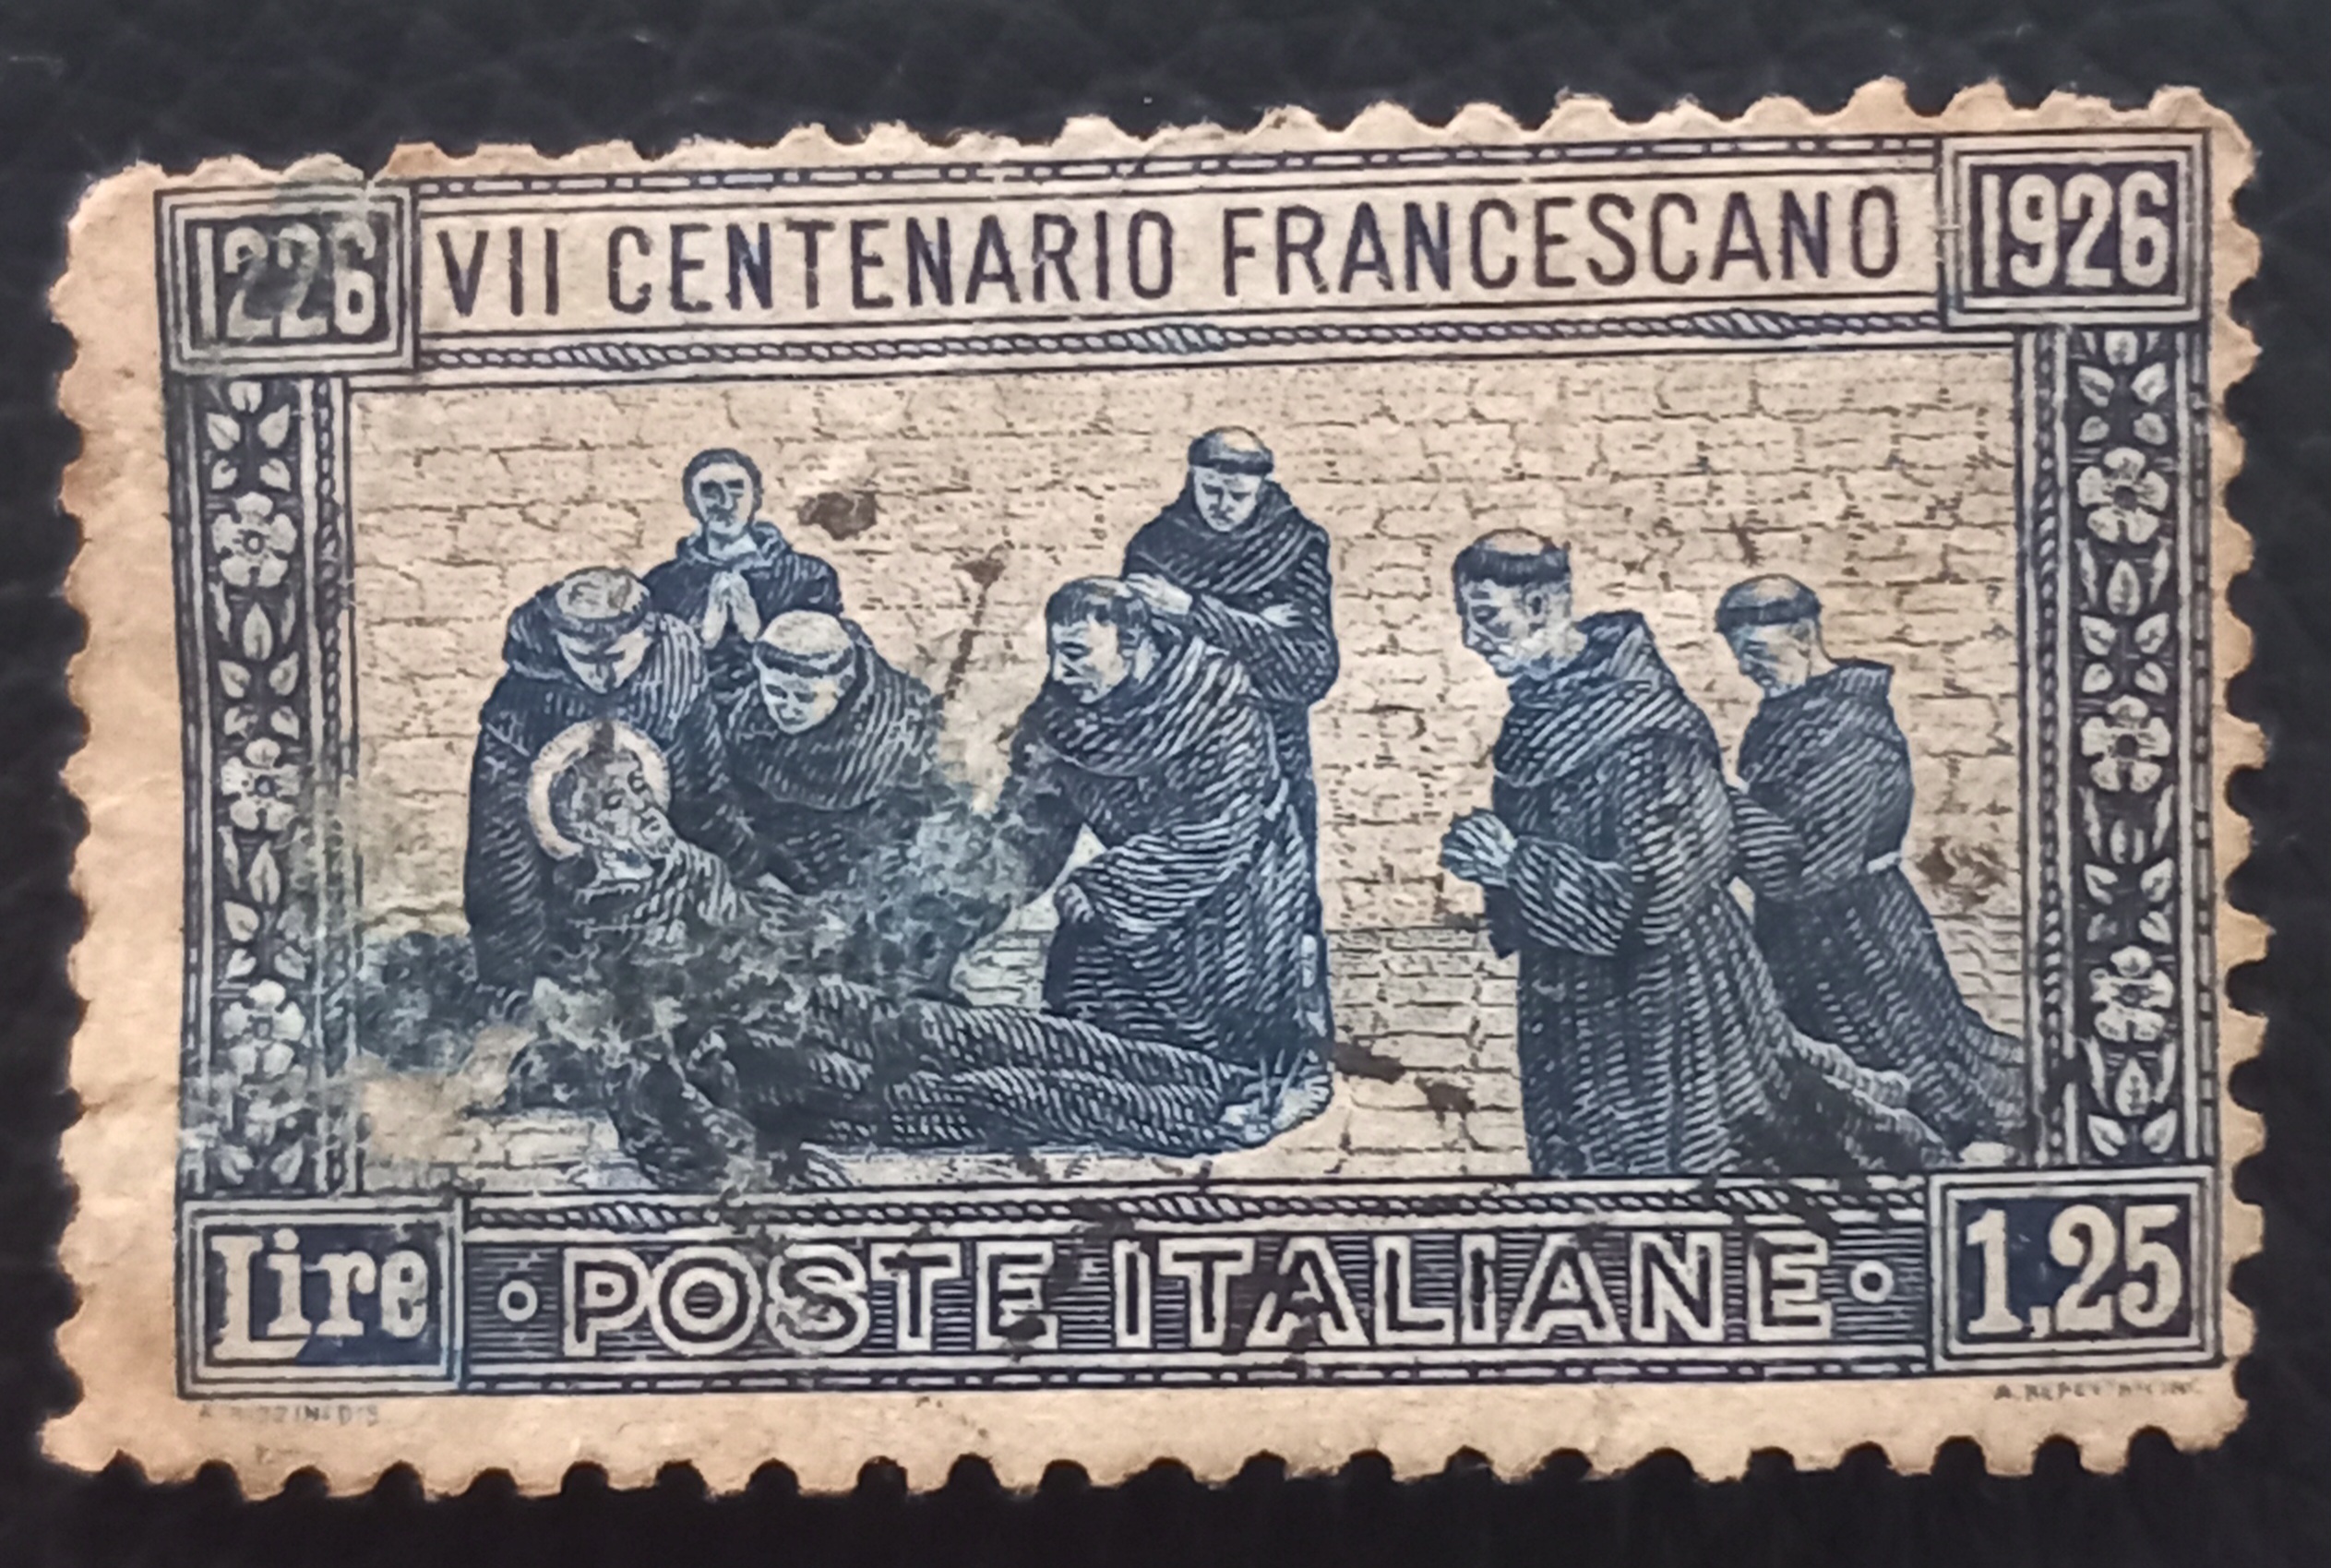 1226 VII CENTENARIO FRANCESCANO 1926
Lire POSTE ITALIANE 1,25